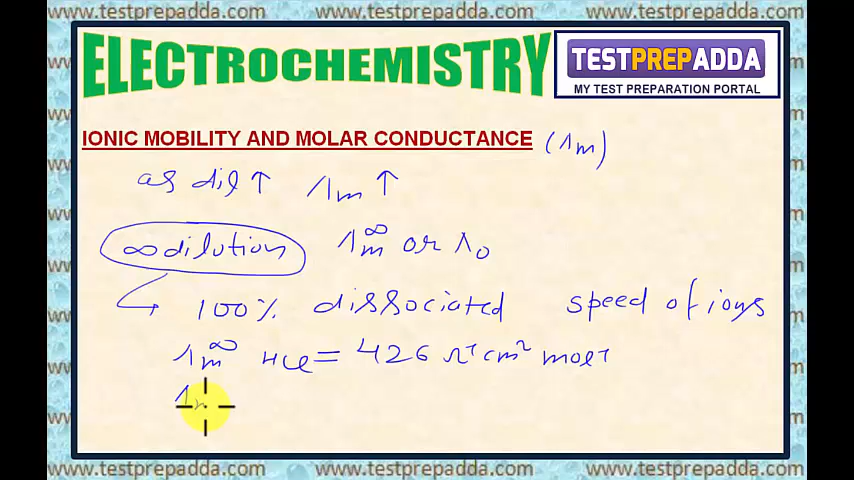 www.testprepadda.com www.testprepadda.com www.testprepadda.com
ELECTROCHEMISTRY
TESTPREPADDA
MY TEST PREPARATION PORTAL
IONIC MOBILITY AND MOLAR CONDUCTANCE (Λm)
as dil ↑ Λm ↑
∞ dilution Λm^∞ or Λ0
100% dissociated speed of ions
Λm^∞ HCl = 426 Ω⁻¹ cm² mol⁻¹
Λ
www.testprepadda.com www.testprepadda.com www.testprepadda.com